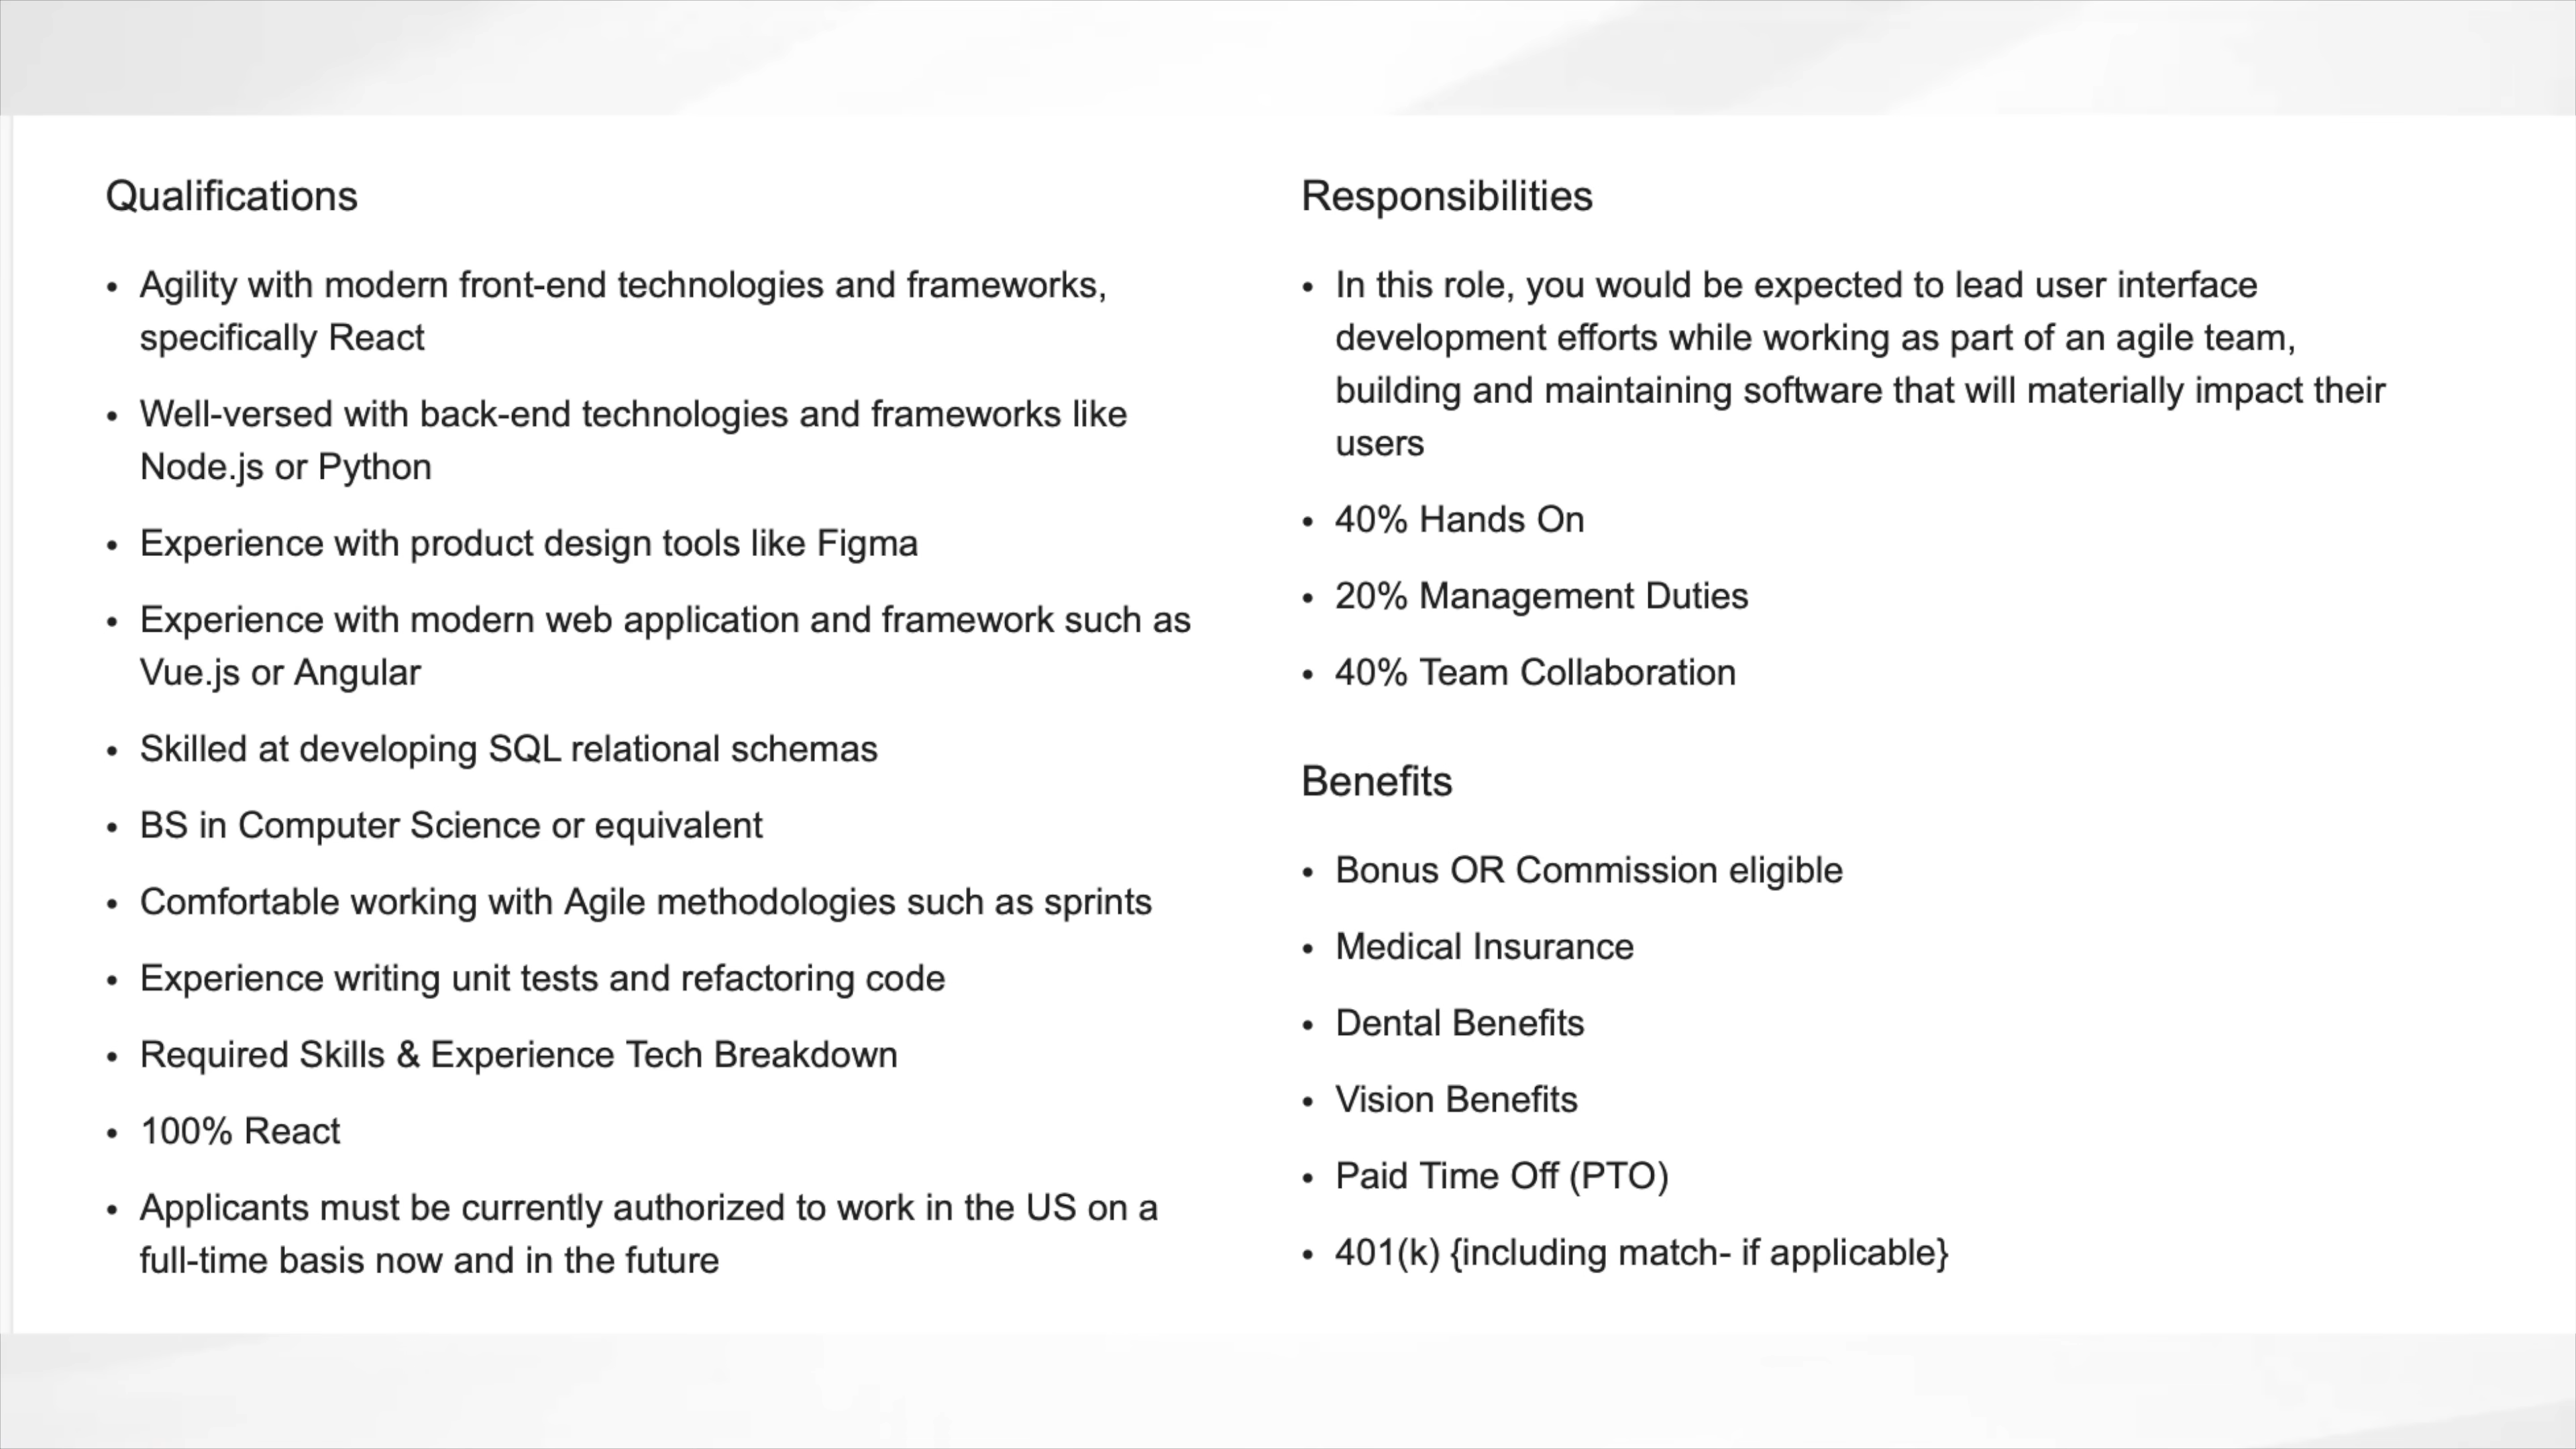 Qualifications
• Agility with modern front-end technologies and frameworks,
specifically React
• Well-versed with back-end technologies and frameworks like
Node.js or Python
• Experience with product design tools like Figma
• Experience with modern web application and framework such as
Vue.js or Angular
• Skilled at developing SQL relational schemas
• BS in Computer Science or equivalent
• Comfortable working with Agile methodologies such as sprints
• Experience writing unit tests and refactoring code
• Required Skills & Experience Tech Breakdown
• 100% React
• Applicants must be currently authorized to work in the US on a
full-time basis now and in the future
Responsibilities
• In this role, you would be expected to lead user interface
development efforts while working as part of an agile team,
building and maintaining software that will materially impact their
users
• 40% Hands On
• 20% Management Duties
• 40% Team Collaboration
Benefits
• Bonus OR Commission eligible
• Medical Insurance
• Dental Benefits
• Vision Benefits
• Paid Time Off (PTO)
• 401(k) {including match- if applicable}